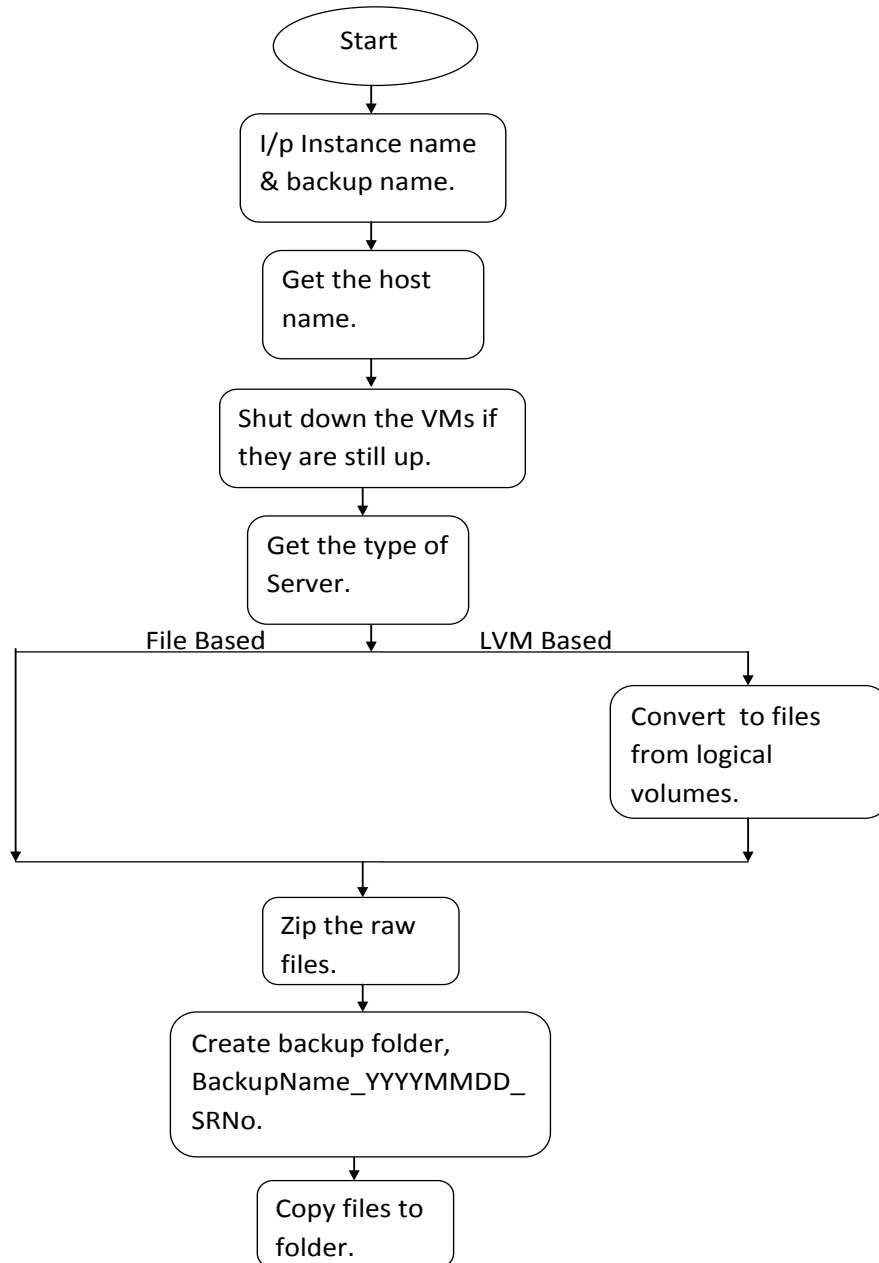 Start
I/p Instance name
& backup name.
Get the host
name.
Shut down the VMs if
they are still up.
Get the type of
Server.
File Based
LVM Based
Convert  to files
from logical
volumes.
Zip the raw
files.
Create backup folder,
BackupName_YYYYMMDD_
SRNo.
Copy files to
folder.